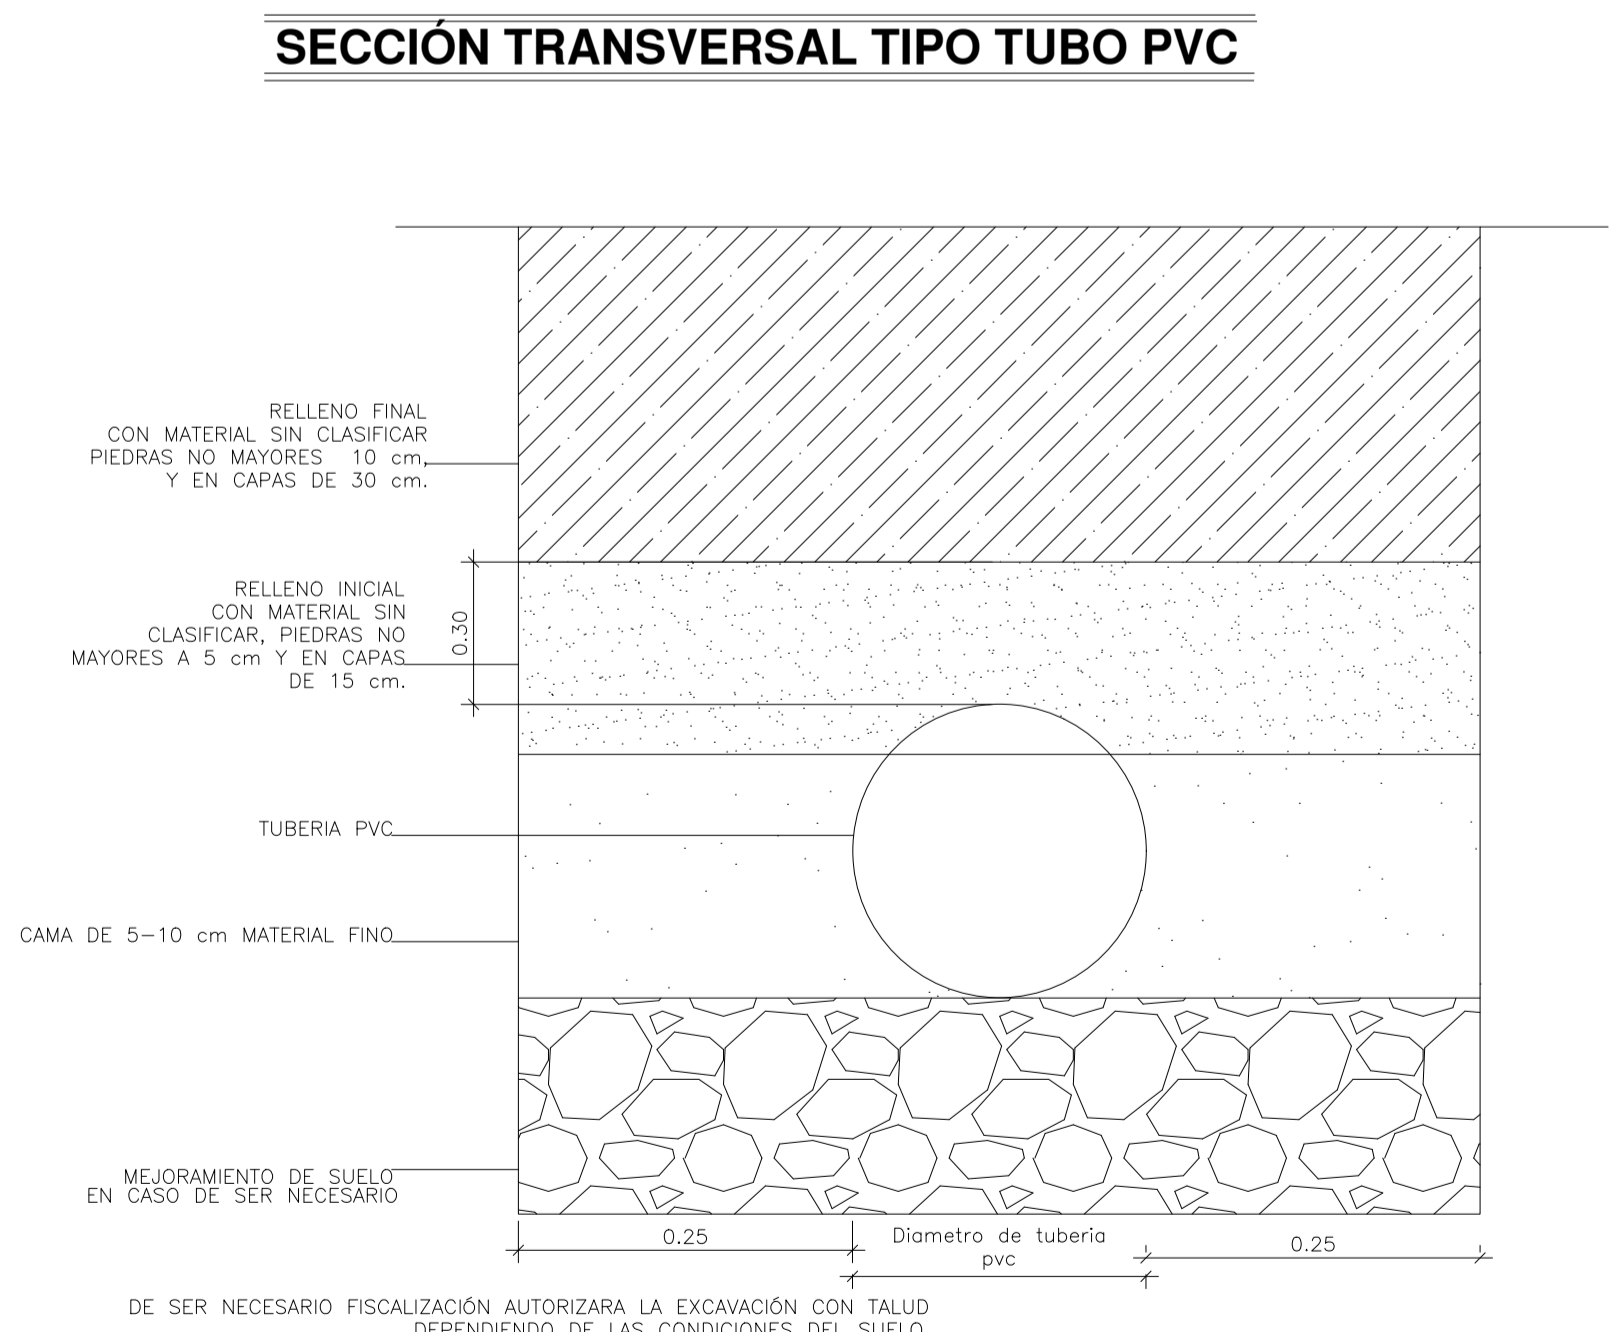 SECCIÓN TRANSVERSAL TIPO TUBO PVC
RELLENO FINAL
CON MATERIAL SIN CLASIFICAR
PIEDRAS NO MAYORES 10 cm,
Y EN CAPAS DE 30 cm.
RELLENO INICIAL
CON MATERIAL SIN
CLASIFICAR, PIEDRAS NO
MAYORES A 5 cm Y EN CAPAS
DE 15 cm.
0.30
TUBERIA PVC
CAMA DE 5-10 cm MATERIAL FINO
MEJORAMIENTO DE SUELO
EN CASO DE SER NECESARIO
0.25
Diametro de tuberia
pvc
0.25
DE SER NECESARIO FISCALIZACIÓN AUTORIZARA LA EXCAVACIÓN CON TALUD
DEPENDIENDO DE LAS CONDICIONES DEL SUELO